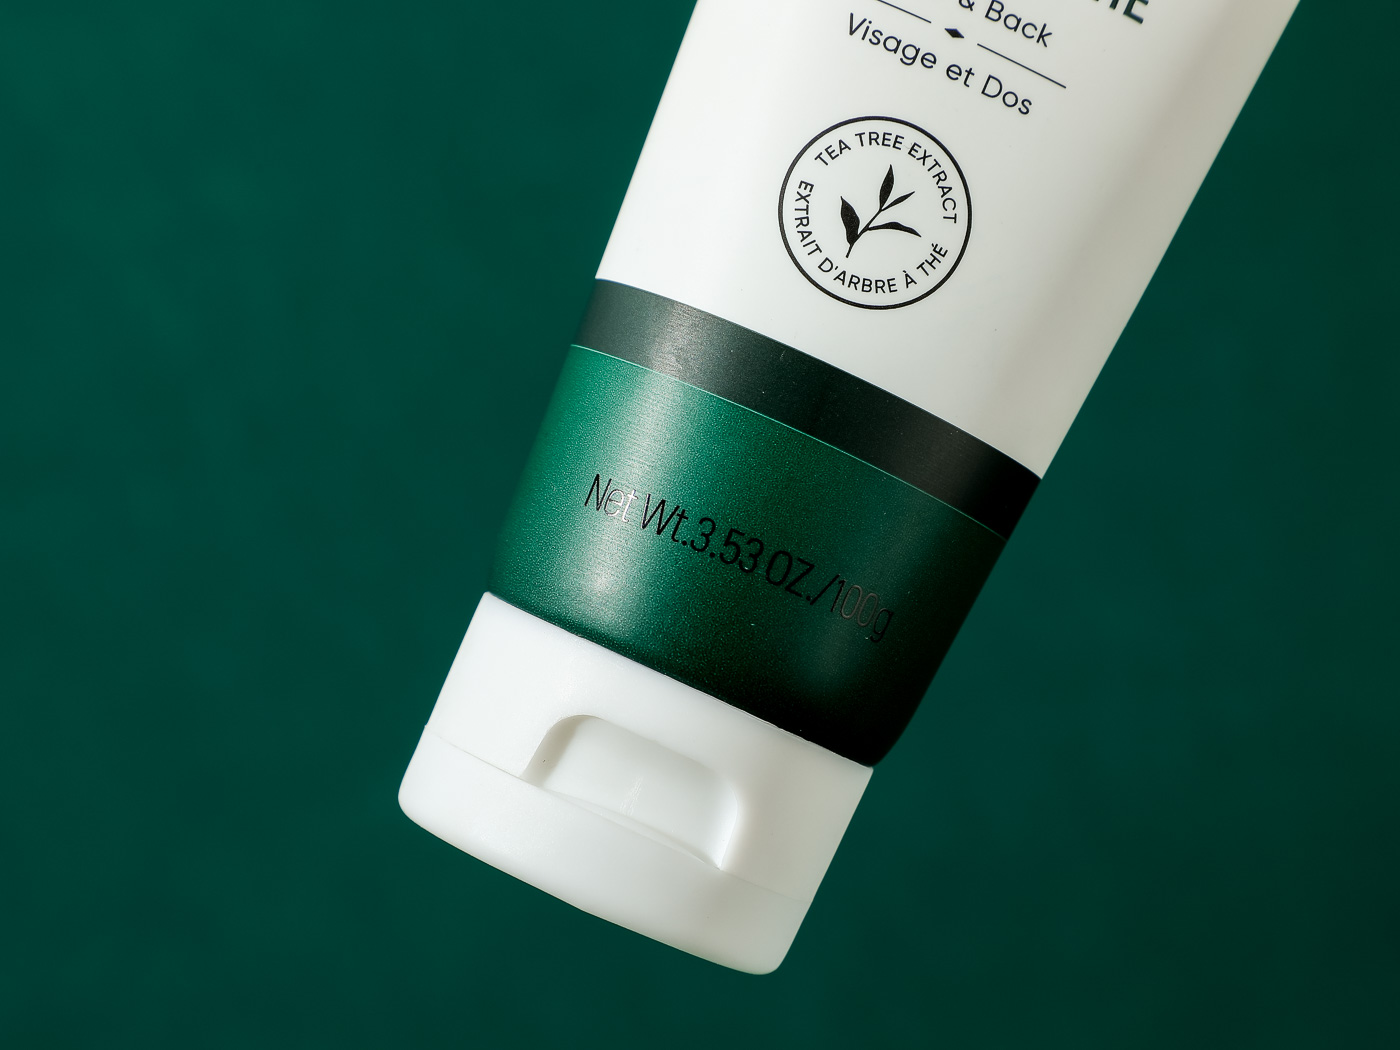 & Back
Visage et Dos
TEA TREE EXTRACT
EXTRAIT D'ARBRE À THÉ
Net Wt.3.53 OZ./100g